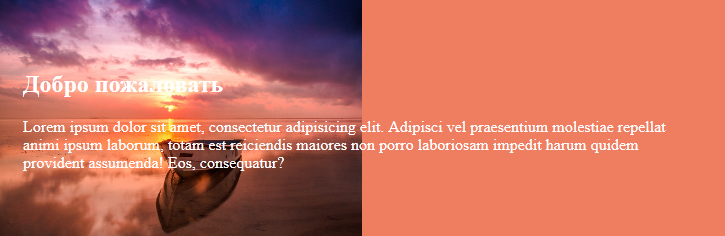 Добро пожаловать
Lorem ipsum dolor sit amet, consectetur adipisicing elit. Adipisci vel praesentium molestiae repellat
animi ipsum laborum, totam est reiciendis maiores non porro laboriosam impedit harum quidem
provident assumenda! Eos, consequatur?